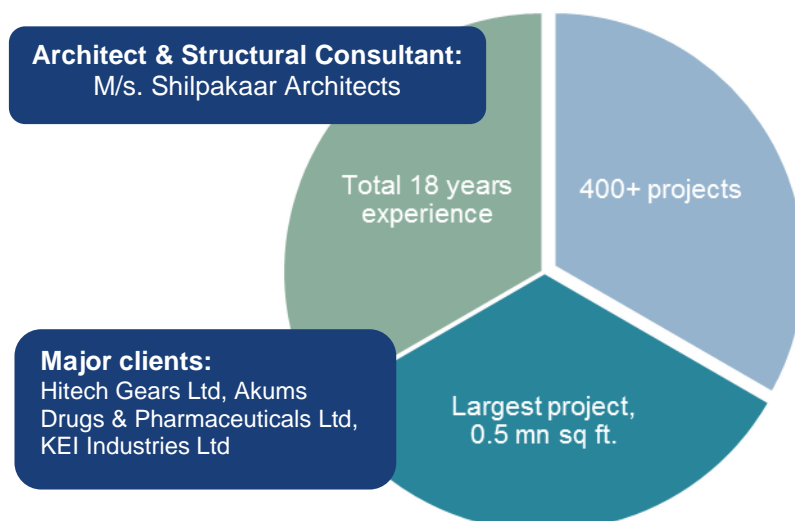 Architect & Structural Consultant:
M/s. Shilpakaar Architects
Total 18 years
experience
400+ projects
Major clients:
Hitech Gears Ltd, Akums
Drugs & Pharmaceuticals Ltd,
KEI Industries Ltd
Largest project,
0.5 mn sq ft.